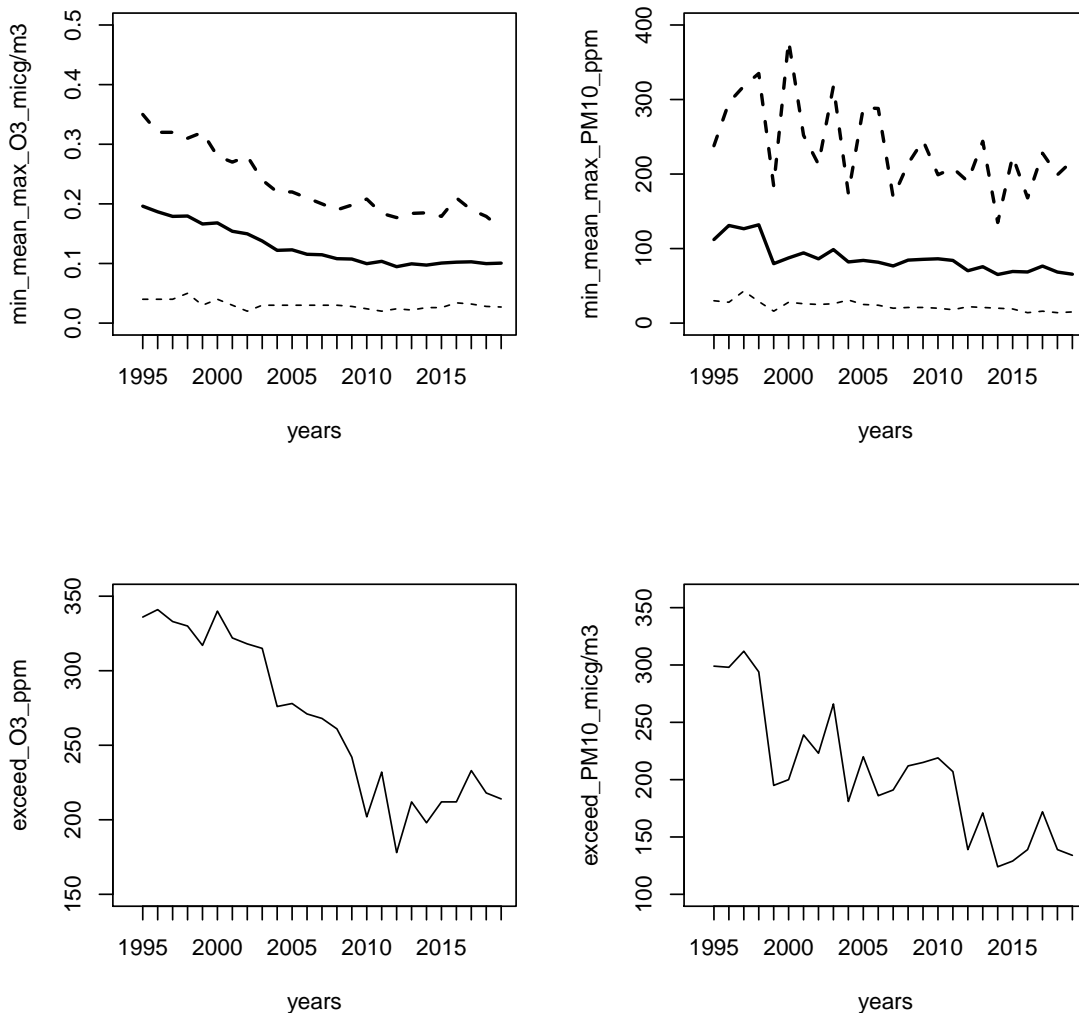 min_mean_max_O3_micg/m3
0.0 0.1 0.2 0.3 0.4 0.5
1995 2000 2005 2010 2015
years
min_mean_max_PM10_ppm
0 100 200 300 400
1995 2000 2005 2010 2015
years
exceed_O3_ppm
150 200 250 300 350
1995 2000 2005 2010 2015
years
exceed_PM10_micg/m3
100 150 200 250 300 350
1995 2000 2005 2010 2015
years